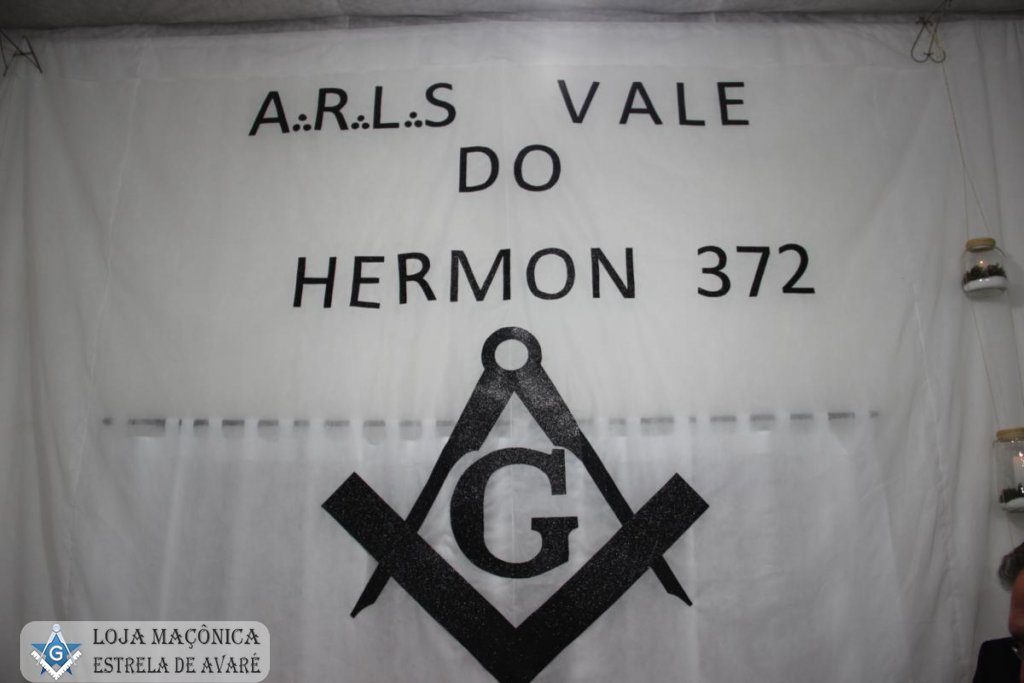 A∴R∴L∴S VALE
DO
HERMON 372
G
G
LOJA MAÇÔNICA
ESTRELA DE AVARÉ